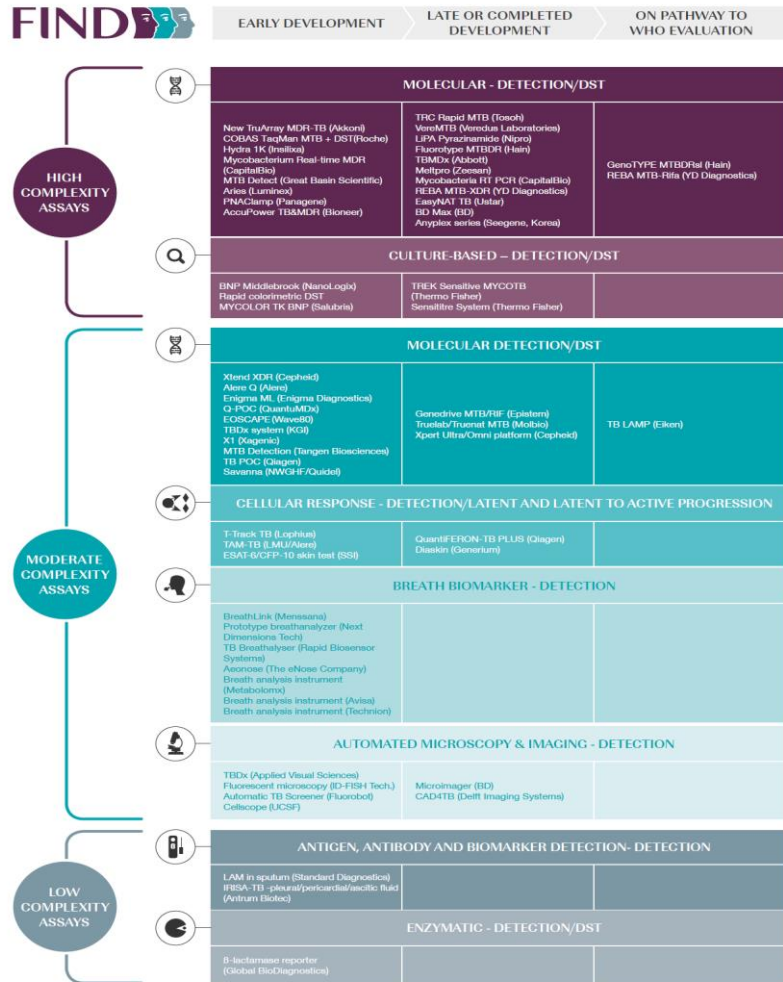 FIND
EARLY DEVELOPMENT
LATE OR COMPLETED
DEVELOPMENT
ON PATHWAY TO
WHO EVALUATION
HIGH
COMPLEXITY
ASSAYS
MOLECULAR - DETECTION/DST
New TruArray MDR-TB (Akkoni)
COBAS TaqMan MTB + DST(Roche)
Hydra 1K (Insilixa)
Mycobacterium Real-time MDR
(CapitalBio)
MTB Detect (Great Basin Scientific)
Aries (Luminex)
PNAClamp (Panagene)
AccuPower TB&MDR (Bioneer)
TRC Rapid MTB (Tosoh)
VereMTB (Veredus Laboratories)
LiPA Pyrazinamide (Nipro)
Fluorotype MTBDR (Hain)
TBMDx (Abbott)
Meltpro (Zeesan)
Mycobacteria RT PCR (CapitalBio)
REBA MTB-XDR (YD Diagnostics)
EasyNAT TB (Ustar)
BD Max (BD)
Anyplex series (Seegene, Korea)
GenoTYPE MTBDRsl (Hain)
REBA MTB-Rifa (YD Diagnostics)
CULTURE-BASED – DETECTION/DST
BNP Middlebrook (NanoLogix)
Rapid colorimetric DST
MYCOLOR TK BNP (Salubris)
TREK Sensitive MYCOTB
(Thermo Fisher)
Sensititre System (Thermo Fisher)
MODERATE
COMPLEXITY
ASSAYS
MOLECULAR DETECTION/DST
Xtend XDR (Cepheid)
Alere Q (Alere)
Enigma ML (Enigma Diagnostics)
Q-POC (QuantuMDx)
EOSCAPE (Wave80)
TBDx system (KGI)
X1 (Xagenic)
MTB Detection (Tangen Biosciences)
TB POC (Qiagen)
Savanna (NWGHF/Quidel)
Genedrive MTB/RIF (Epistem)
Truelab/Truenat MTB (Molbio)
Xpert Ultra/Omni platform (Cepheid)
TB LAMP (Eiken)
CELLULAR RESPONSE - DETECTION/LATENT AND LATENT TO ACTIVE PROGRESSION
T-Track TB (Lophius)
TAM-TB (LMU/Alere)
ESAT-6/CFP-10 skin test (SSI)
QuantiFERON-TB PLUS (Qiagen)
Diaskin (Generium)
BREATH BIOMARKER - DETECTION
BreathLink (Menssana)
Prototype breathanalyzer (Next
Dimensions Tech)
TB Breathalyser (Rapid Biosensor
Systems)
Aeonose (The eNose Company)
Breath analysis instrument
(Metabolomx)
Breath analysis instrument (Avisa)
Breath analysis instrument (Technion)
AUTOMATED MICROSCOPY & IMAGING - DETECTION
TBDx (Applied Visual Sciences)
Fluorescent microscopy (ID-FISH Tech.)
Automatic TB Screener (Fluorobot)
Cellscope (UCSF)
Microimager (BD)
CAD4TB (Delft Imaging Systems)
LOW
COMPLEXITY
ASSAYS
ANTIGEN, ANTIBODY AND BIOMARKER DETECTION- DETECTION
LAM in sputum (Standard Diagnostics)
IRISA-TB -pleural/pericardial/ascitic fluid
(Antrum Biotec)
ENZYMATIC - DETECTION/DST
ß-lactamase reporter
(Global BioDiagnostics)